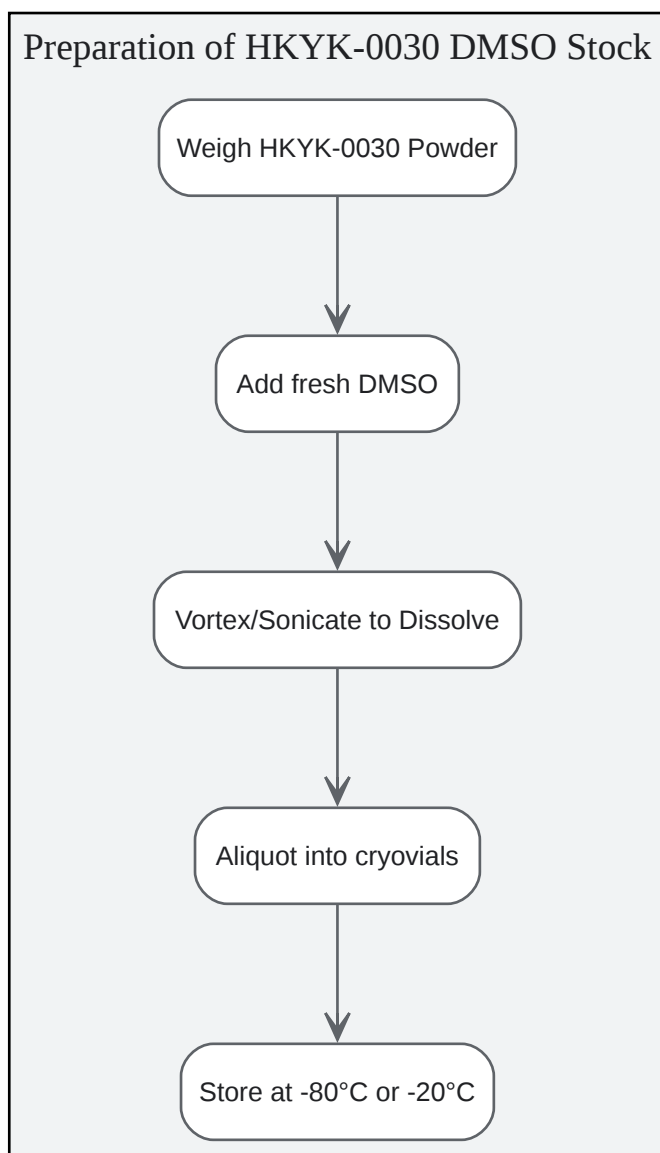 Preparation of HKYK-0030 DMSO Stock
Weigh HKYK-0030 Powder
Add fresh DMSO
Vortex/Sonicate to Dissolve
Aliquot into cryovials
Store at -80°C or -20°C